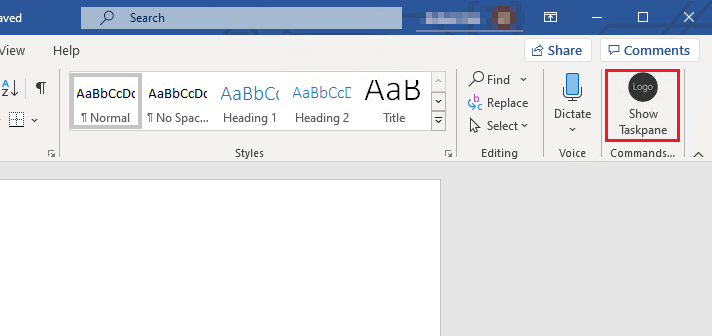 aved
Search
View
Help
Share
Comments
A
Z
¶
AaBbCcDc
AaBbCcDc
AaBbCc
AaBbCcD
AaB
¶ Normal
¶ No Spac...
Heading 1
Heading 2
Title
Styles
Find
Replace
Select
Editing
Dictate
Voice
Logo
Show
Taskpane
Commands...